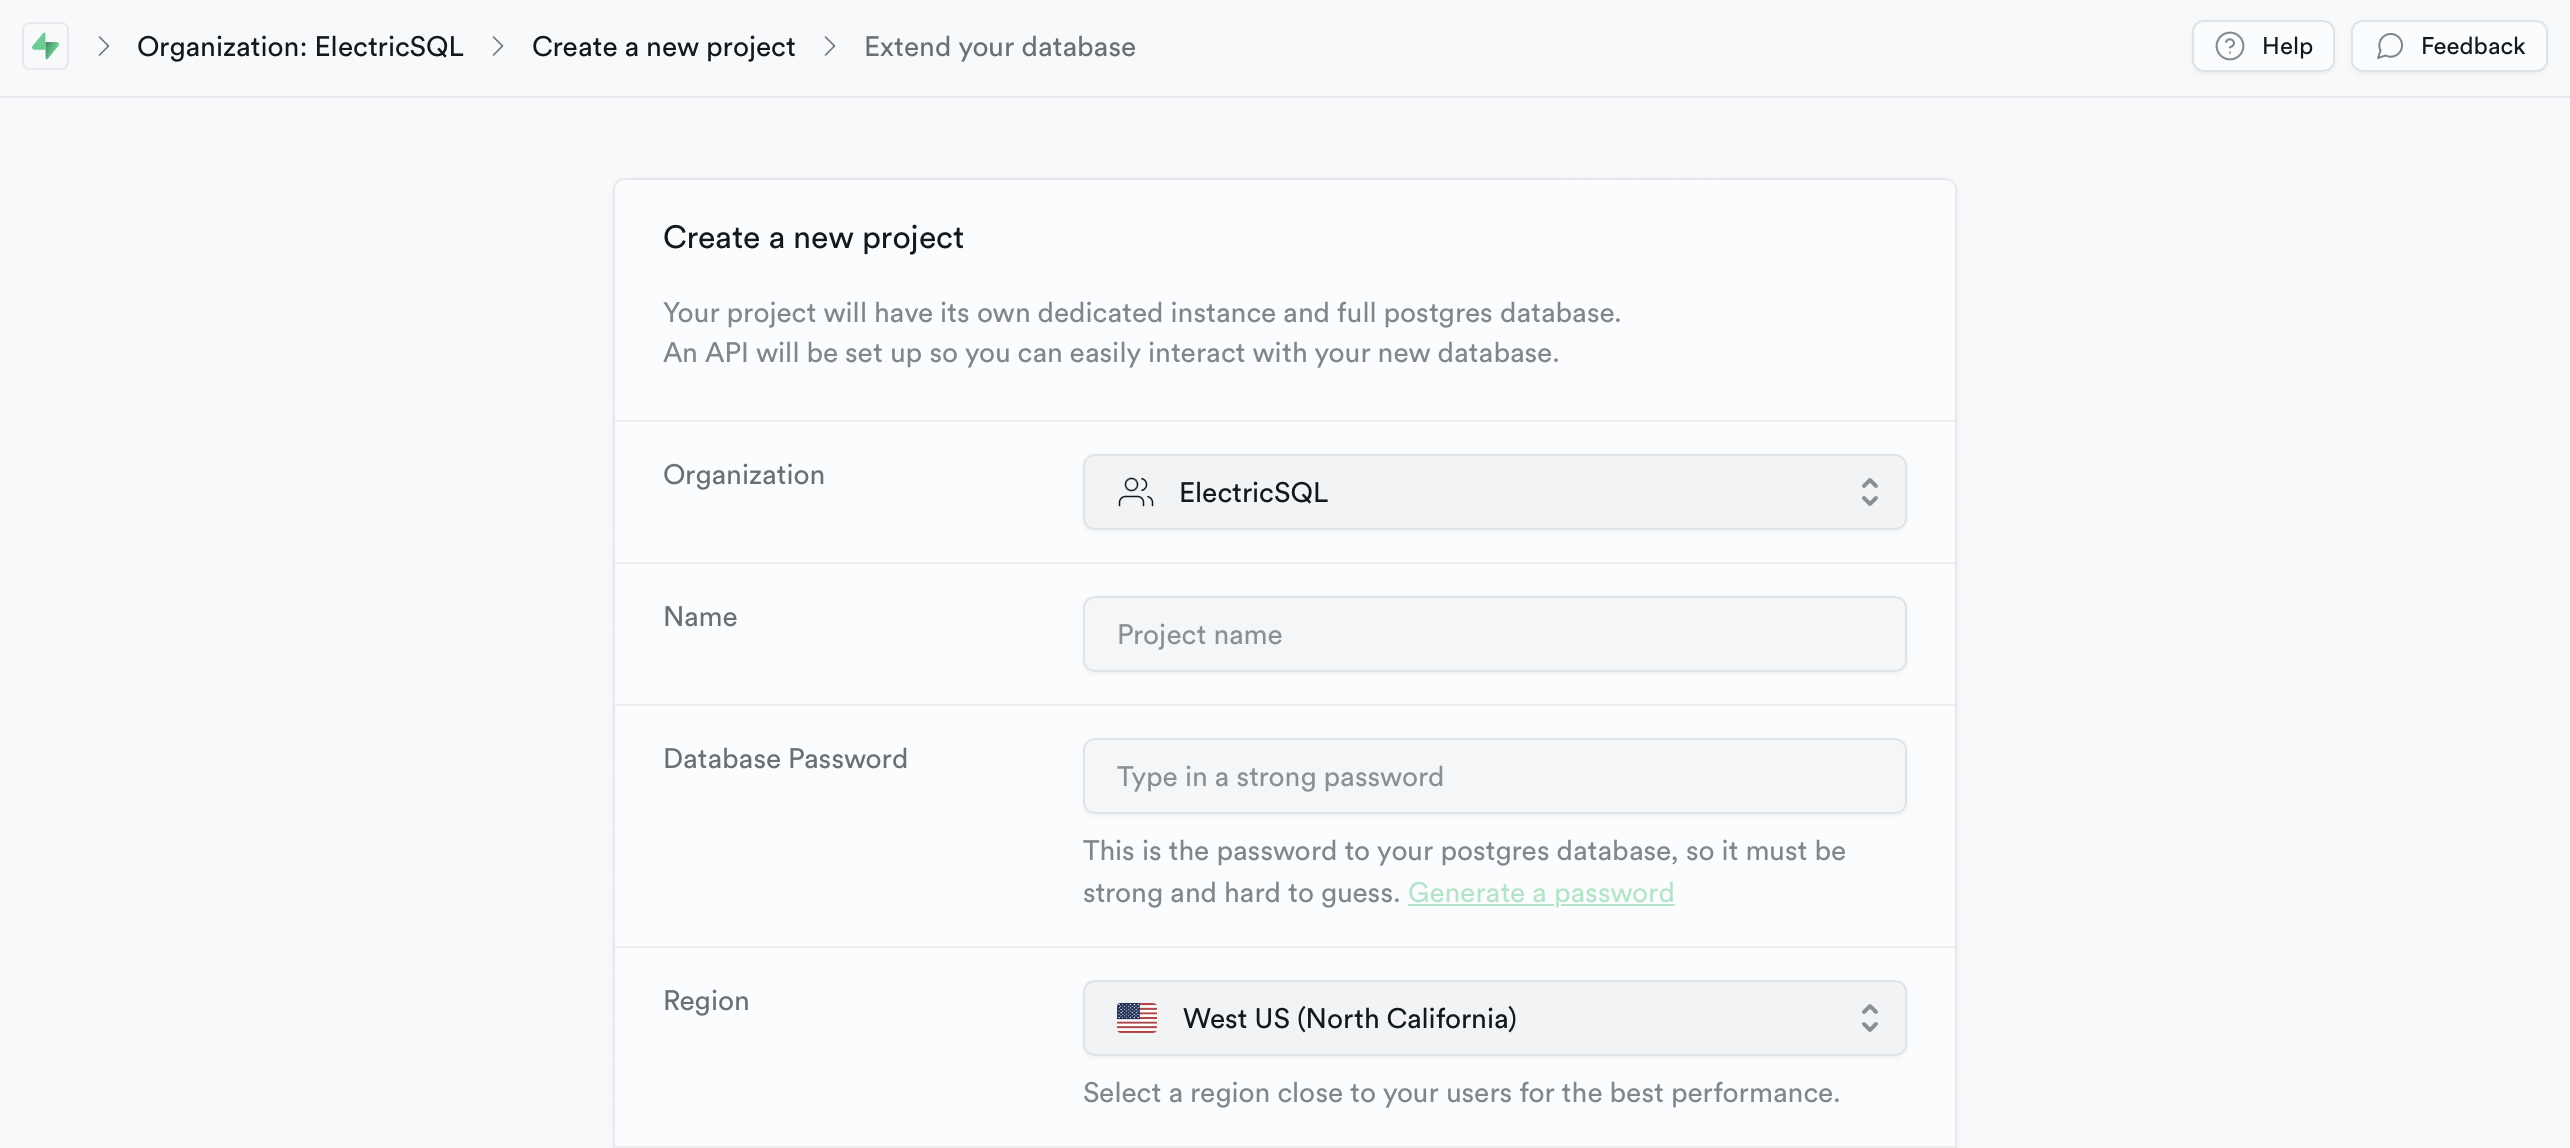 Organization: ElectricSQL
Create a new project
Extend your database
Help
Feedback
Create a new project
Your project will have its own dedicated instance and full postgres database.
An API will be set up so you can easily interact with your new database.
Organization
ElectricSQL
Name
Project name
Database Password
Type in a strong password
This is the password to your postgres database, so it must be
strong and hard to guess. Generate a password
Region
West US (North California)
Select a region close to your users for the best performance.